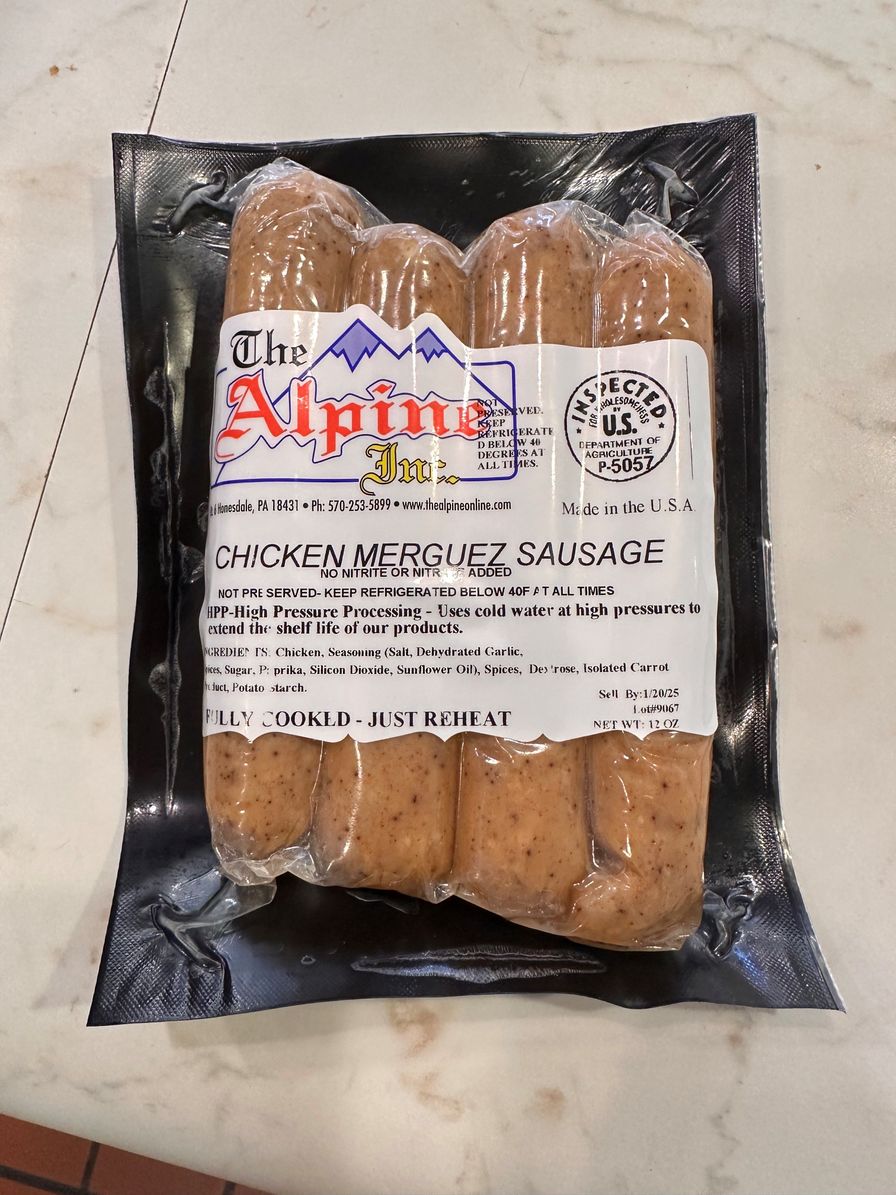 The
Alpine
Inc.
NOT
PRESERVED.
KEEP
REFRIGERATE
D BELOW 40
DEGREES AT
ALL TIMES.
INSPECTED
FOR WHOLESOMENESS
BY
U.S.
DEPARTMENT OF
AGRICULTURE
P-5057
6 Honesdale, PA 18431 • Ph: 570-253-5899 • www.thealpineonline.com
Made in the U.S.A
CHICKEN MERGUEZ SAUSAGE
NO NITRITE OR ADDED
NOT PRESERVED- KEEP REFRIGERATED BELOW 40F AT ALL TIMES
HPP-High Pressure Processing - Uses cold water at high pressures to
extend the shelf life of our products.
INGREDIENTS: Chicken, Seasoning (Salt, Dehydrated Garlic,
Sugar, Paprika, Silicon Dioxide, Sunflower Oil), Spices, Dextrose, Isolated Carrot
Potato starch.
Sell By:1/20/25
Lot#9067
FULLY COOKED - JUST REHEAT
NET WT: 12 OZ